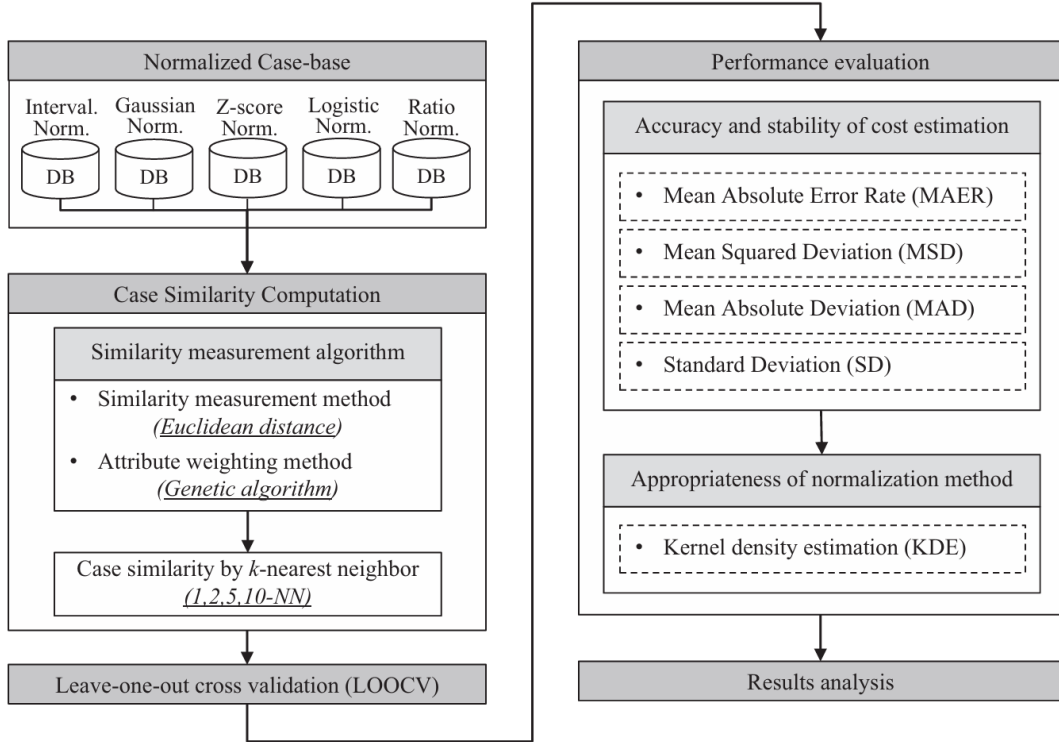 Normalized Case-base
Interval. Norm.
Gaussian Norm.
Z-score Norm.
Logistic Norm.
Ratio Norm.
DB
DB
DB
DB
DB
Case Similarity Computation
Similarity measurement algorithm
• Similarity measurement method
(Euclidean distance)
• Attribute weighting method
(Genetic algorithm)
Case similarity by k-nearest neighbor
(1,2,5,10-NN)
Leave-one-out cross validation (LOOCV)
Performance evaluation
Accuracy and stability of cost estimation
• Mean Absolute Error Rate (MAER)
• Mean Squared Deviation (MSD)
• Mean Absolute Deviation (MAD)
• Standard Deviation (SD)
Appropriateness of normalization method
• Kernel density estimation (KDE)
Results analysis